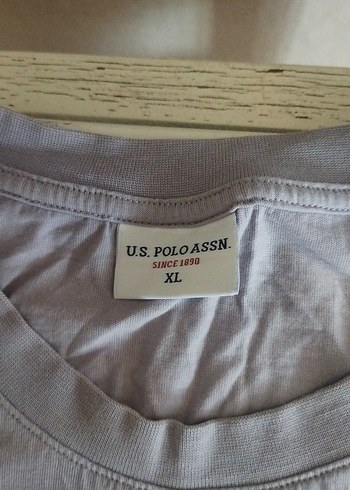 U.S. POLO ASSN.
SINCE 1890
XL